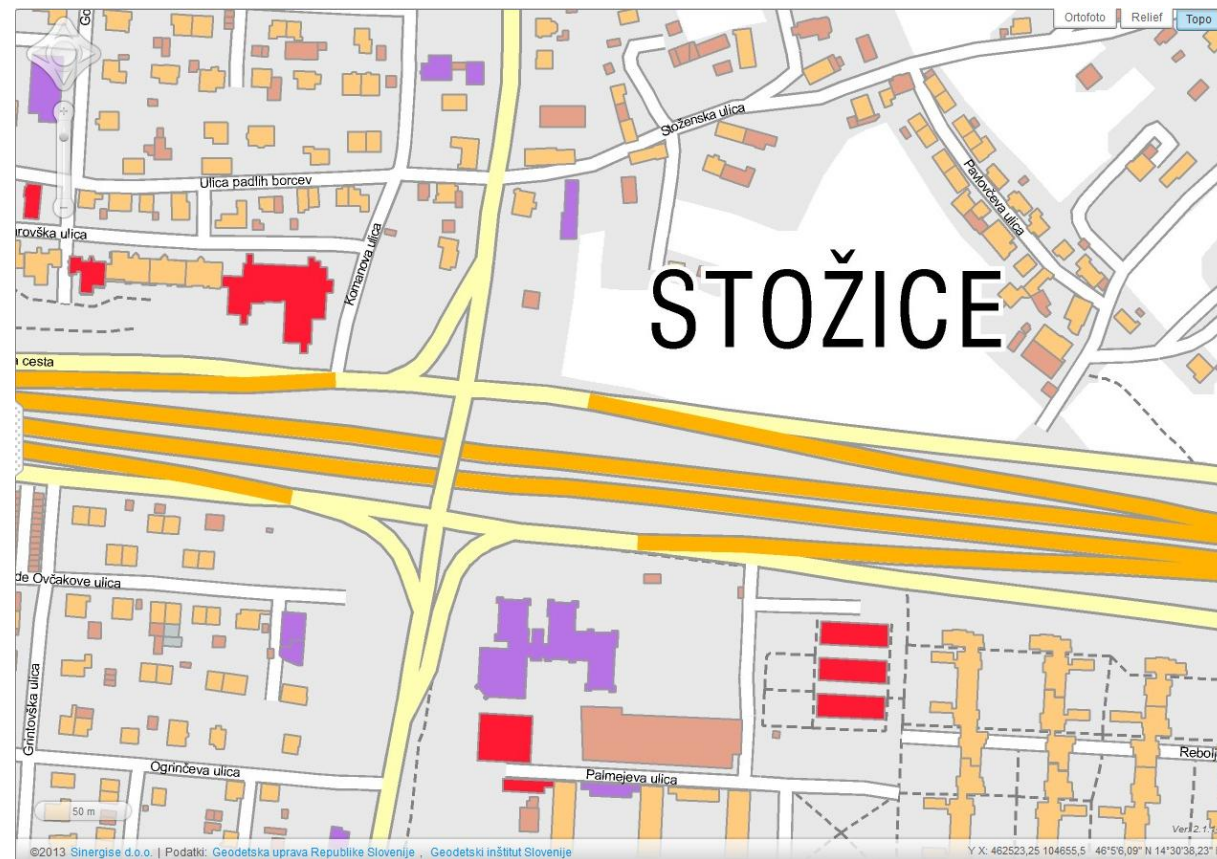 Ortofoto Relief Topo
Stoženska ulica
Ulica padlih borcev
Pavlovčeva ulica
rovška ulica
Komanova ulica
STOŽICE
a cesta
de Ovčakove ulica
Grintovška ulica
Ogrinčeva ulica
Palmejeva ulica
Rebolj
50 m
©2013 Sinergise d.o.o. | Podatki: Geodetska uprava Republike Slovenije , Geodetski inštitut Slovenije
Y X: 462523,25 104655,5 46°5'6,09" N 14°30'38,23"